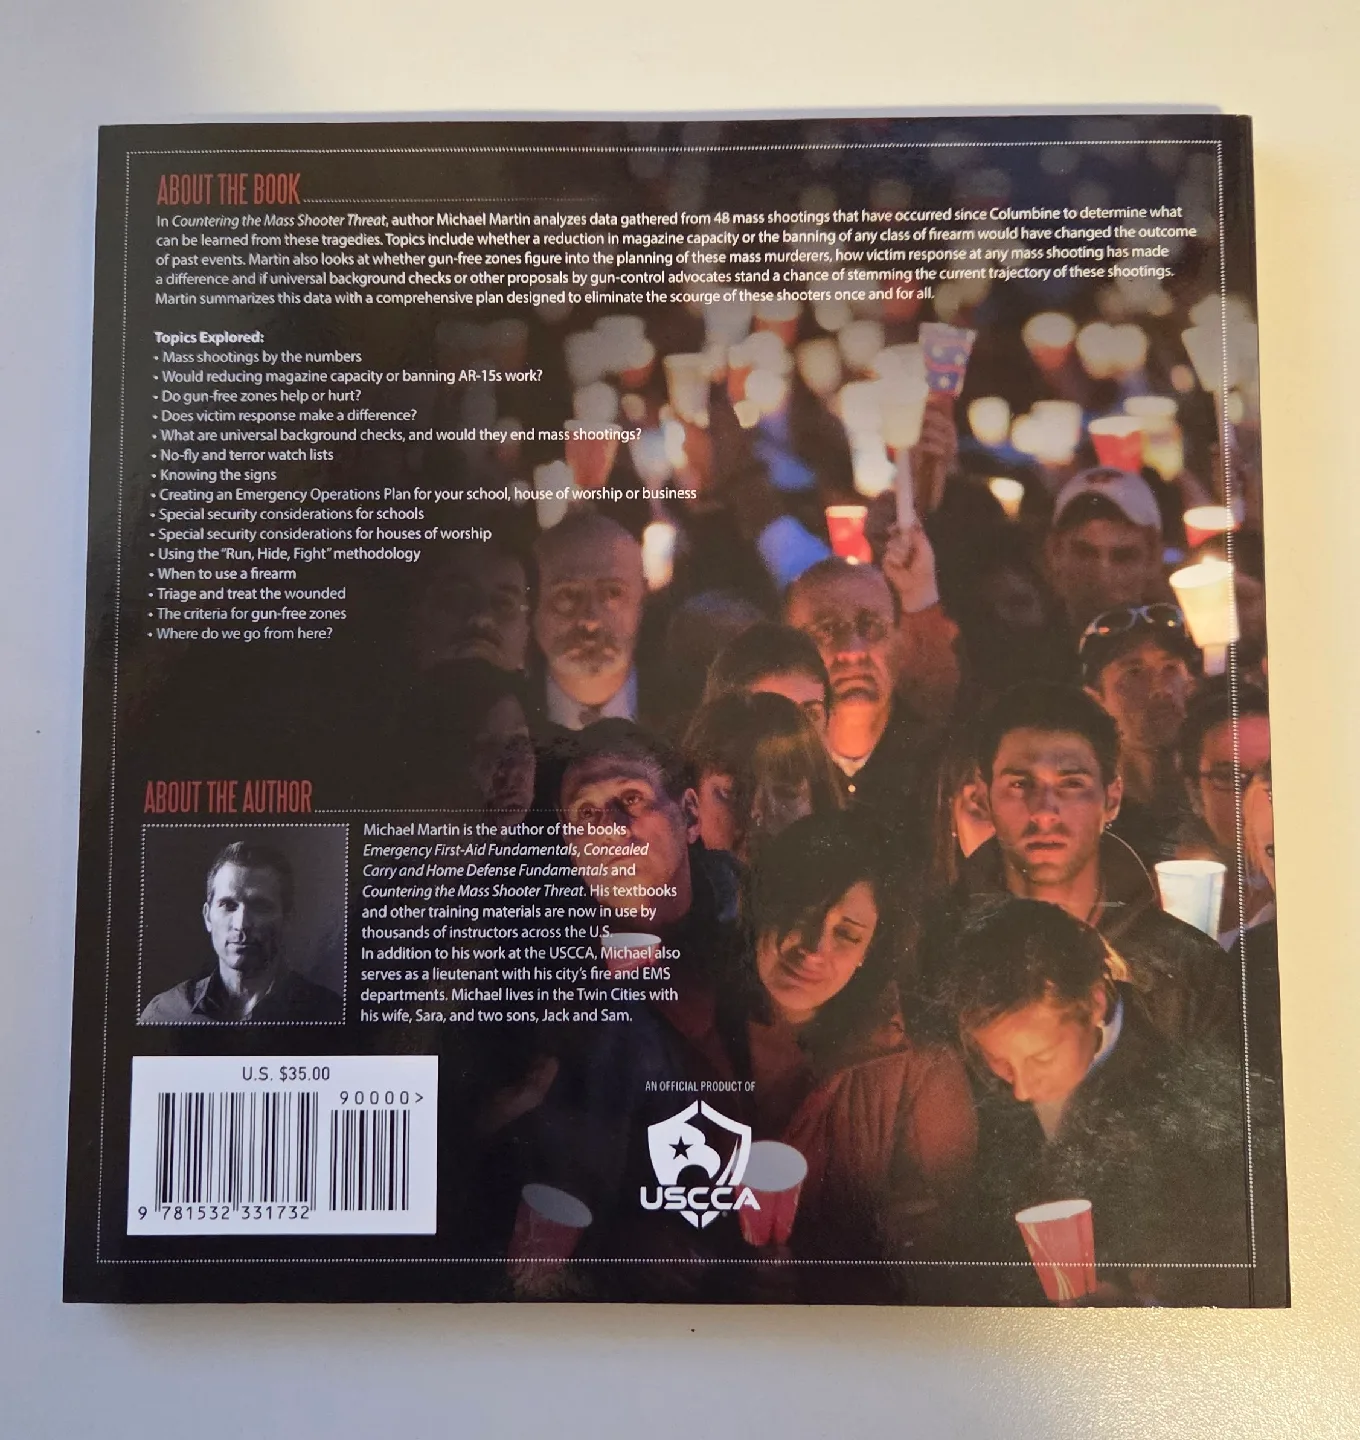 ABOUT THE BOOK
In Countering the Mass Shooter Threat, author Michael Martin analyzes data gathered from 48 mass shootings that have occurred since Columbine to determine what
can be learned from these tragedies. Topics include whether a reduction in magazine capacity or the banning of any class of firearm would have changed the outcome
of past events. Martin also looks at whether gun-free zones figure into the planning of these mass murderers, how victim response at any mass shooting has made
a difference and if universal background checks or other proposals by gun-control advocates stand a chance of stemming the current trajectory of these shootings.
Martin summarizes this data with a comprehensive plan designed to eliminate the scourge of these shooters once and for all.
Topics Explored:
• Mass shootings by the numbers
• Would reducing magazine capacity or banning AR-15s work?
• Do gun-free zones help or hurt?
• Does victim response make a difference?
• What are universal background checks, and would they end mass shootings?
• No-fly and terror watch lists
• Knowing the signs
• Creating an Emergency Operations Plan for your school, house of worship or business
• Special security considerations for schools
• Special security considerations for houses of worship
• Using the "Run, Hide, Fight" methodology
• When to use a firearm
• Triage and treat the wounded
• The criteria for gun-free zones
• Where do we go from here?
ABOUT THE AUTHOR
Michael Martin is the author of the books
Emergency First-Aid Fundamentals, Concealed
Carry and Home Defense Fundamentals and
Countering the Mass Shooter Threat. His textbooks
and other training materials are now in use by
thousands of instructors across the U.S.
In addition to his work at the USCCA, Michael also
serves as a lieutenant with his city's fire and EMS
departments. Michael lives in the Twin Cities with
his wife, Sara, and two sons, Jack and Sam.
U.S. $35.00
90000>
9 781532 331732
AN OFFICIAL PRODUCT OF
USCCA